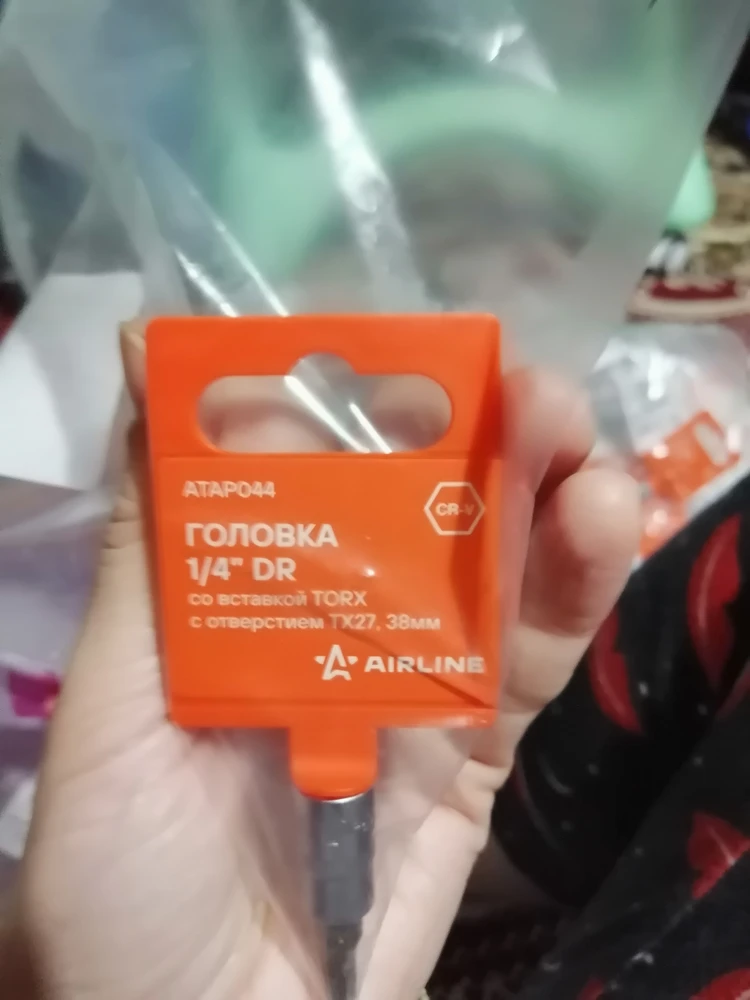 ATAP044
CR-V
ГОЛОВКА
1/4" DR
со вставкой TORX
с отверстием TX27, 38мм
AIRLINE